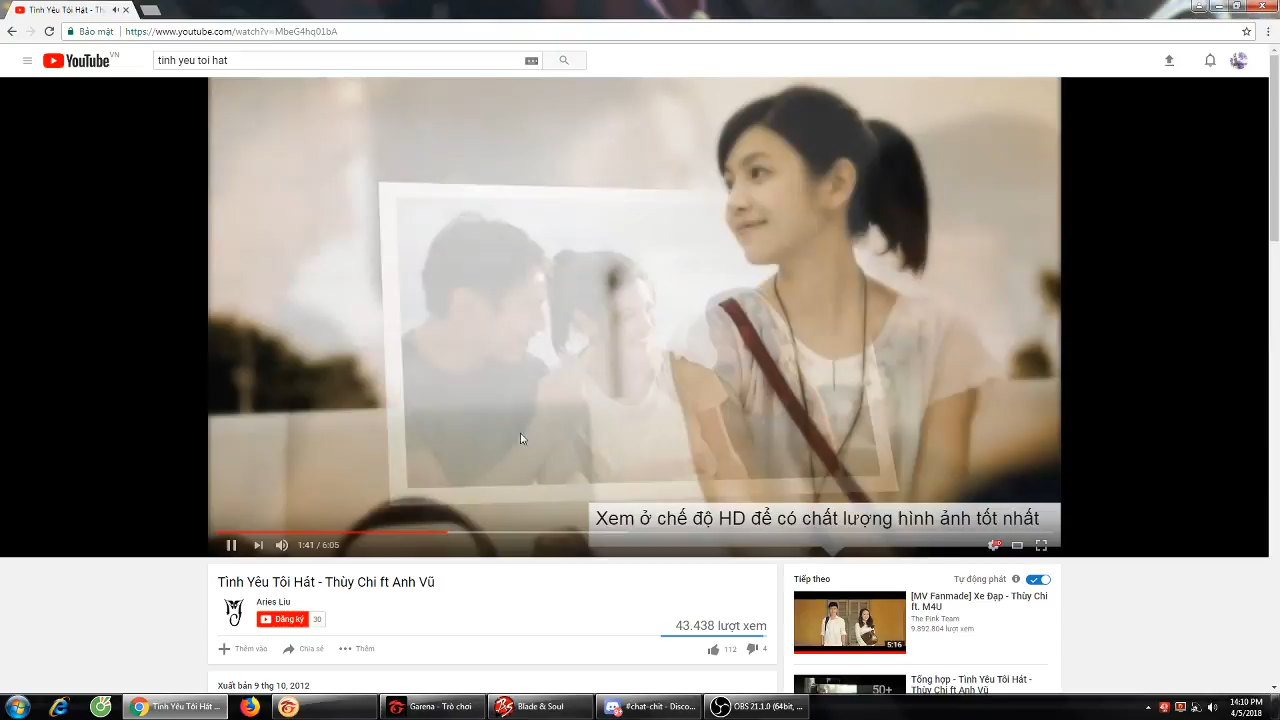 Tình Yêu Tôi Hát - Thù
Bảo mật
https://www.youtube.com/watch?v=MbeG4hq01bA
YouTube VN
tinh yeu toi hat
Xem ở chế độ HD để có chất lượng hình ảnh tốt nhất
1:41 / 6:05
HD
Tình Yêu Tôi Hát - Thùy Chi ft Anh Vũ
Aries Liu
Đăng ký 30
43.438 lượt xem
Thêm vào
Chia sẻ
Thêm
112
4
Xuất bản 9 thg 10, 2012
Tiếp theo
Tự động phát
[MV Fanmade] Xe Đạp - Thùy Chi
ft. M4U
The Pink Team
9.892.804 lượt xem
5:16
Tổng hợp - Tình Yêu Tôi Hát -
Thùy Chi ft Anh Vũ
50+
Tình Yêu Tôi Hát ...
Garena - Trò chơi
Blade & Soul
#chat-chit - Disco...
OBS 21.1.0 (64bit, ...
2:10 PM
4/5/2018